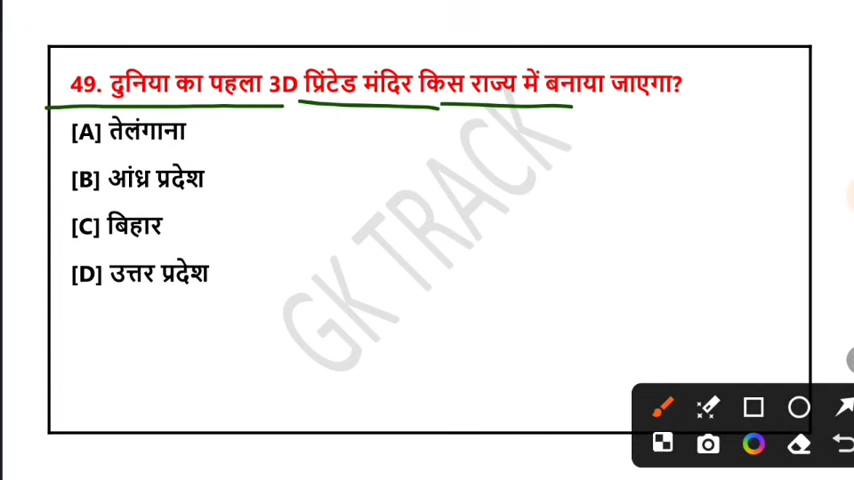 49. दुनिया का पहला 3D प्रिंटेड मंदिर किस राज्य में बनाया जाएगा?
[A] तेलंगाना
[B] आंध्र प्रदेश
[C] बिहार
[D] उत्तर प्रदेश
GK TRACK